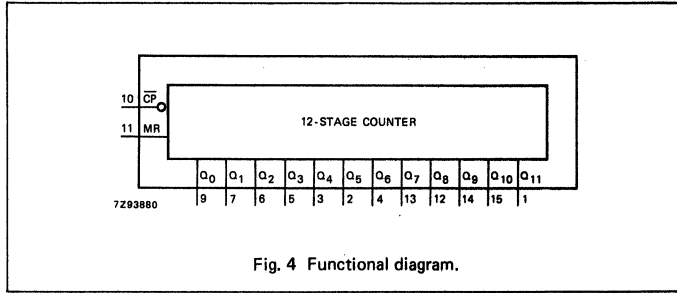 10 C̅P̅
12-STAGE COUNTER
11 MR
Q0 Q1 Q2 Q3 Q4 Q5 Q6 Q7 Q8 Q9 Q10 Q11
7Z93880 9 7 6 5 3 2 4 13 12 14 15 1
Fig. 4 Functional diagram.